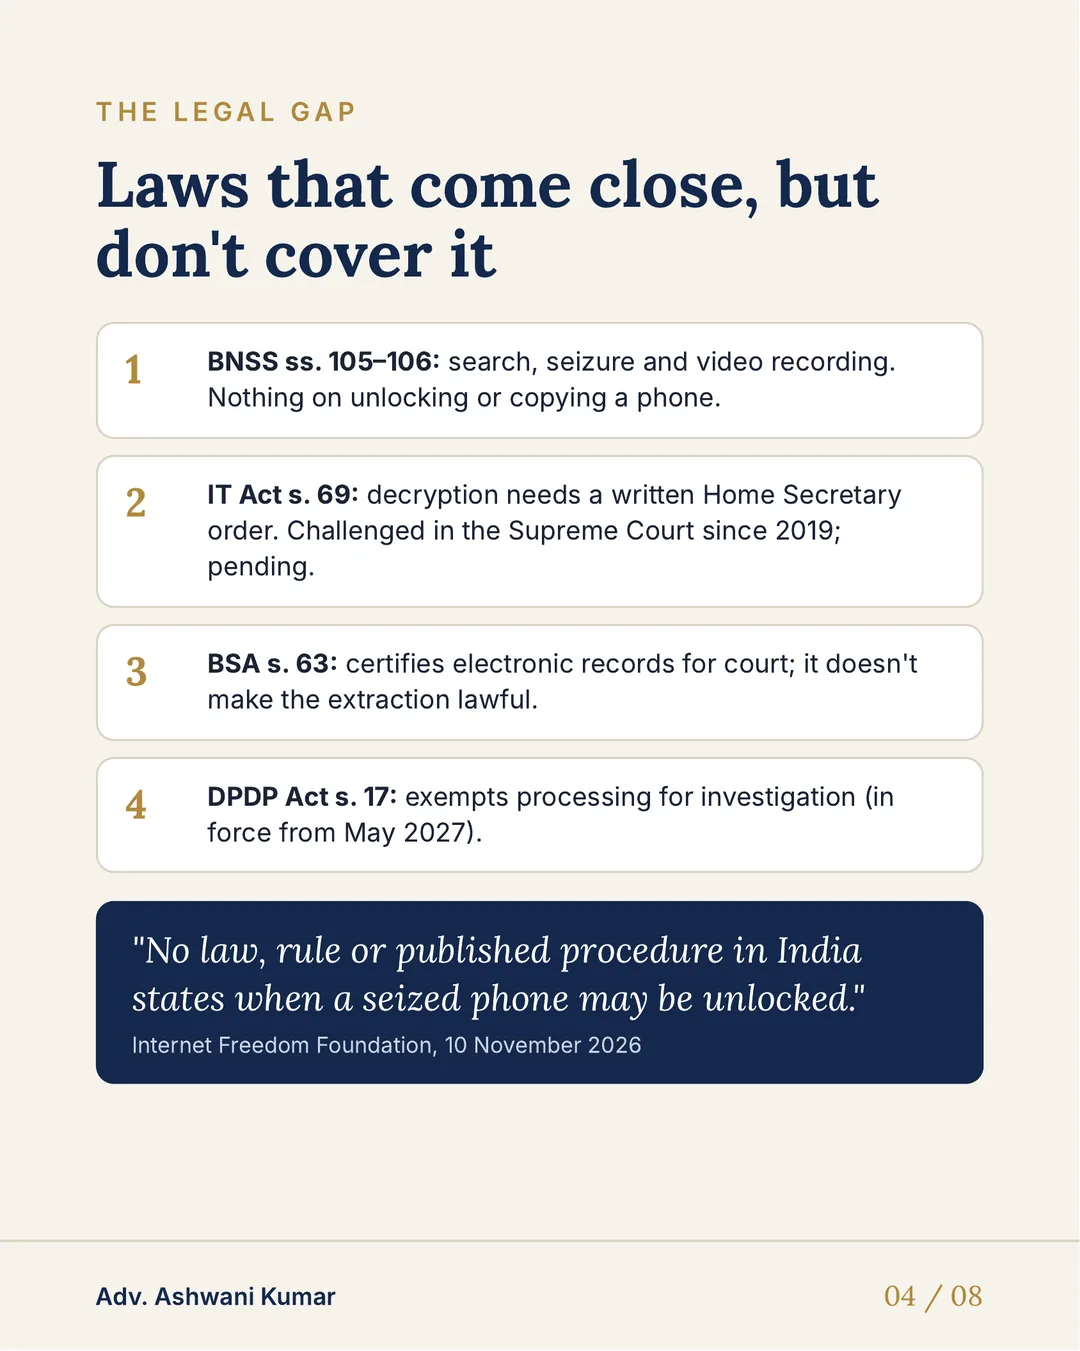 THE LEGAL GAP
Laws that come close, but
don't cover it
1
BNSS ss. 105–106: search, seizure and video recording.
Nothing on unlocking or copying a phone.
2
IT Act s. 69: decryption needs a written Home Secretary
order. Challenged in the Supreme Court since 2019;
pending.
3
BSA s. 63: certifies electronic records for court; it doesn't
make the extraction lawful.
4
DPDP Act s. 17: exempts processing for investigation (in
force from May 2027).
"No law, rule or published procedure in India
states when a seized phone may be unlocked."
Internet Freedom Foundation, 10 November 2026
Adv. Ashwani Kumar
04 / 08